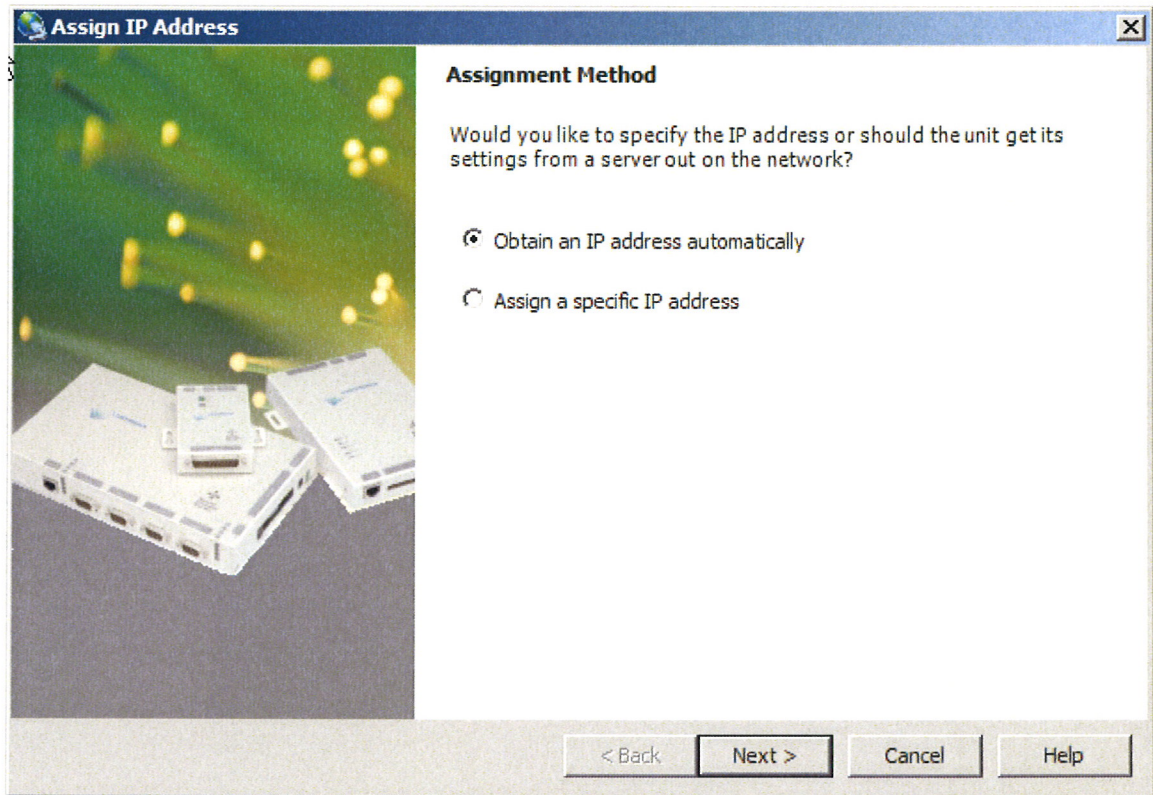 Assign IP Address
Assignment Method
Would you like to specify the IP address or should the unit get its
settings from a server out on the network?
Obtain an IP address automatically
Assign a specific IP address
< Back
Next >
Cancel
Help